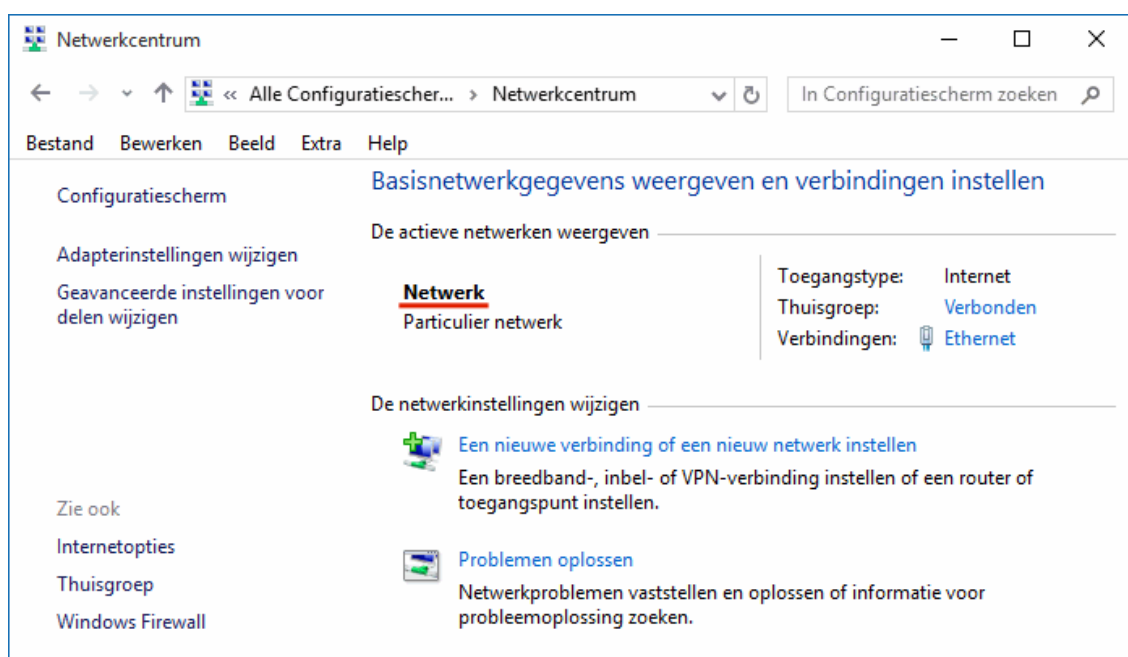 Netwerkcentrum
« Alle Configuratiescher... > Netwerkcentrum
In Configuratiescherm zoeken
Bestand Bewerken Beeld Extra Help
Configuratiescherm
Adapterinstellingen wijzigen
Geavanceerde instellingen voor
delen wijzigen
Basisnetwerkgegevens weergeven en verbindingen instellen
De actieve netwerken weergeven
Netwerk
Particulier netwerk
Toegangstype: Internet
Thuisgroep: Verbonden
Verbindingen: Ethernet
De netwerkinstellingen wijzigen
Een nieuwe verbinding of een nieuw netwerk instellen
Een breedband-, inbel- of VPN-verbinding instellen of een router of
toegangspunt instellen.
Problemen oplossen
Netwerkproblemen vaststellen en oplossen of informatie voor
probleemoplossing zoeken.
Zie ook
Internetopties
Thuisgroep
Windows Firewall